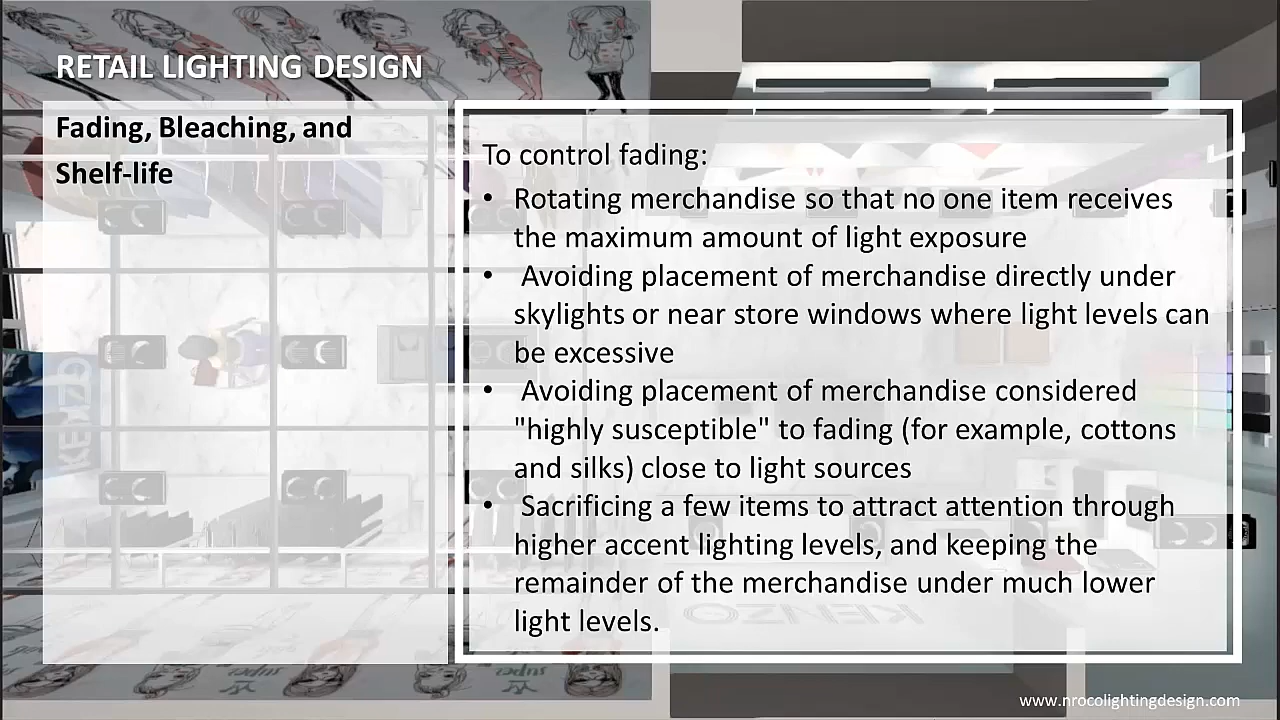 RETAIL LIGHTING DESIGN
Fading, Bleaching, and
Shelf-life
To control fading:
• Rotating merchandise so that no one item receives
the maximum amount of light exposure
• Avoiding placement of merchandise directly under
skylights or near store windows where light levels can
be excessive
• Avoiding placement of merchandise considered
"highly susceptible" to fading (for example, cottons
and silks) close to light sources
• Sacrificing a few items to attract attention through
higher accent lighting levels, and keeping the
remainder of the merchandise under much lower
light levels.
KENZO
KENZO
www.nrocolightingdesign.com